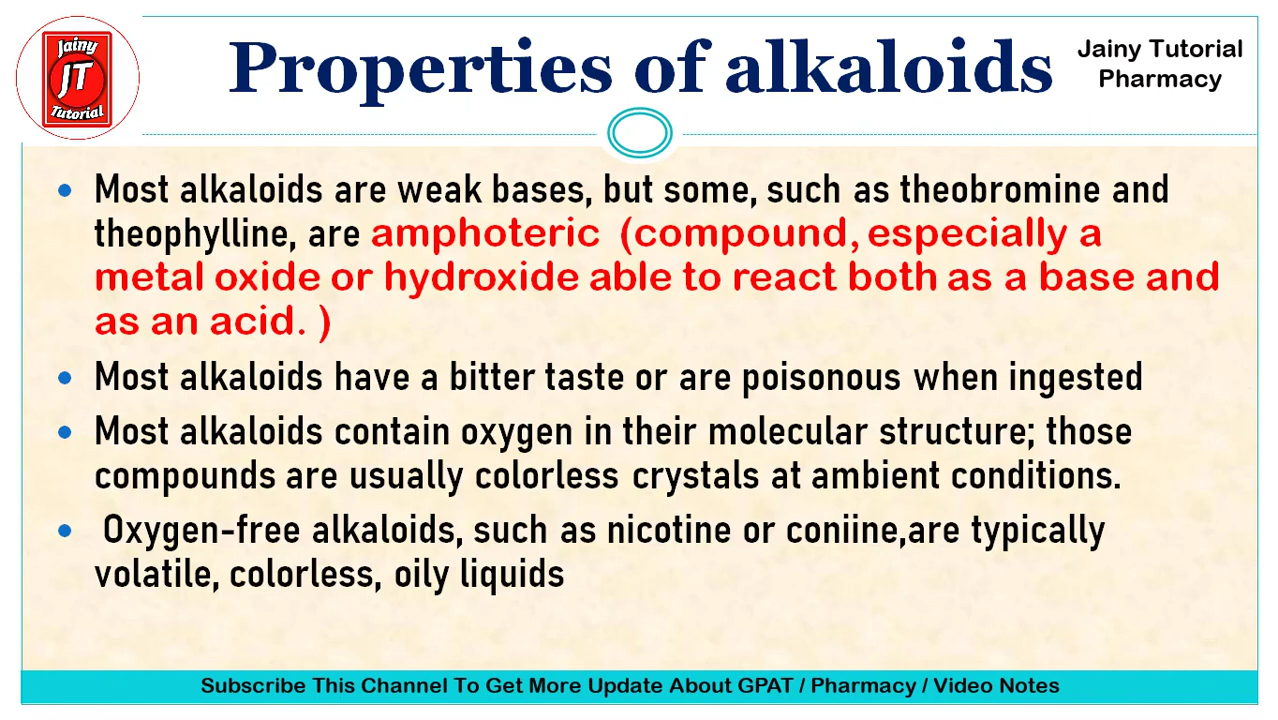 Jainy
JT
Tutorial
Properties of alkaloids
Jainy Tutorial
Pharmacy
• Most alkaloids are weak bases, but some, such as theobromine and
theophylline, are amphoteric (compound, especially a
metal oxide or hydroxide able to react both as a base and
as an acid. )
• Most alkaloids have a bitter taste or are poisonous when ingested
• Most alkaloids contain oxygen in their molecular structure; those
compounds are usually colorless crystals at ambient conditions.
• Oxygen-free alkaloids, such as nicotine or coniine,are typically
volatile, colorless, oily liquids
Subscribe This Channel To Get More Update About GPAT / Pharmacy / Video Notes